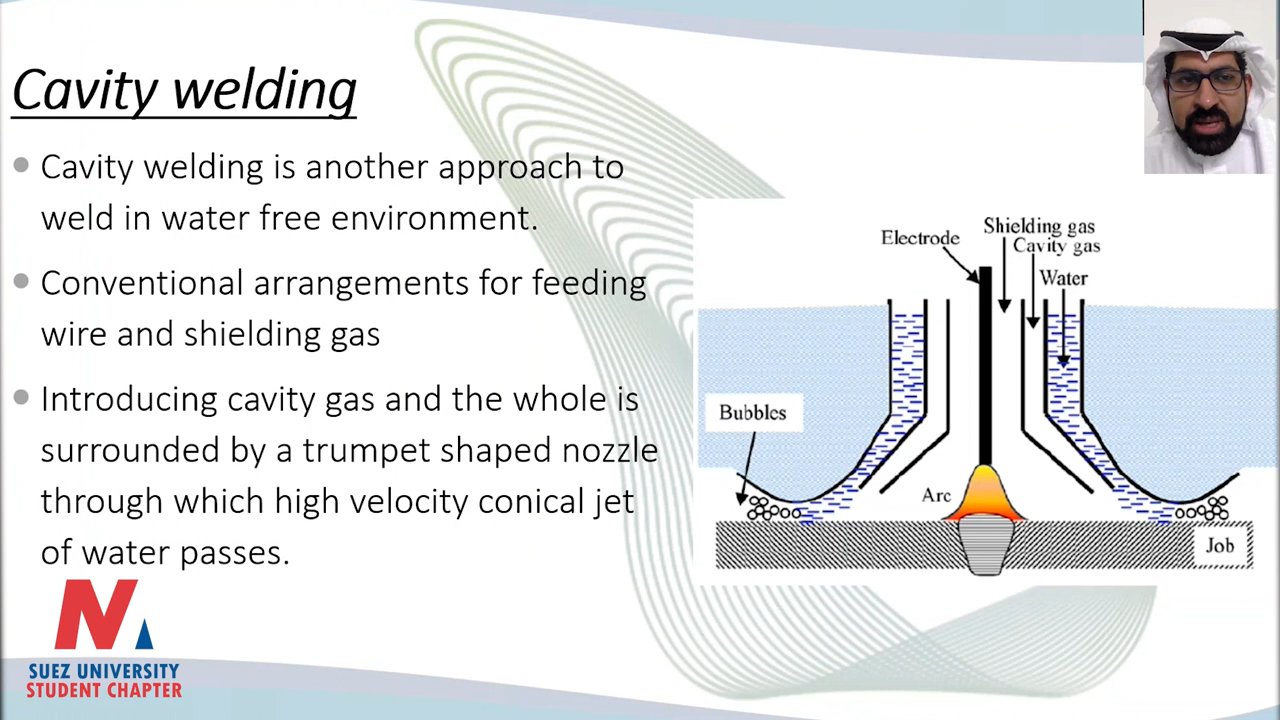 Cavity welding
Cavity welding is another approach to
weld in water free environment.
Conventional arrangements for feeding
wire and shielding gas
Introducing cavity gas and the whole is
surrounded by a trumpet shaped nozzle
through which high velocity conical jet
of water passes.
Electrode
Shielding gas
Cavity gas
Water
Bubbles
Arc
Job
SUEZ UNIVERSITY
STUDENT CHAPTER